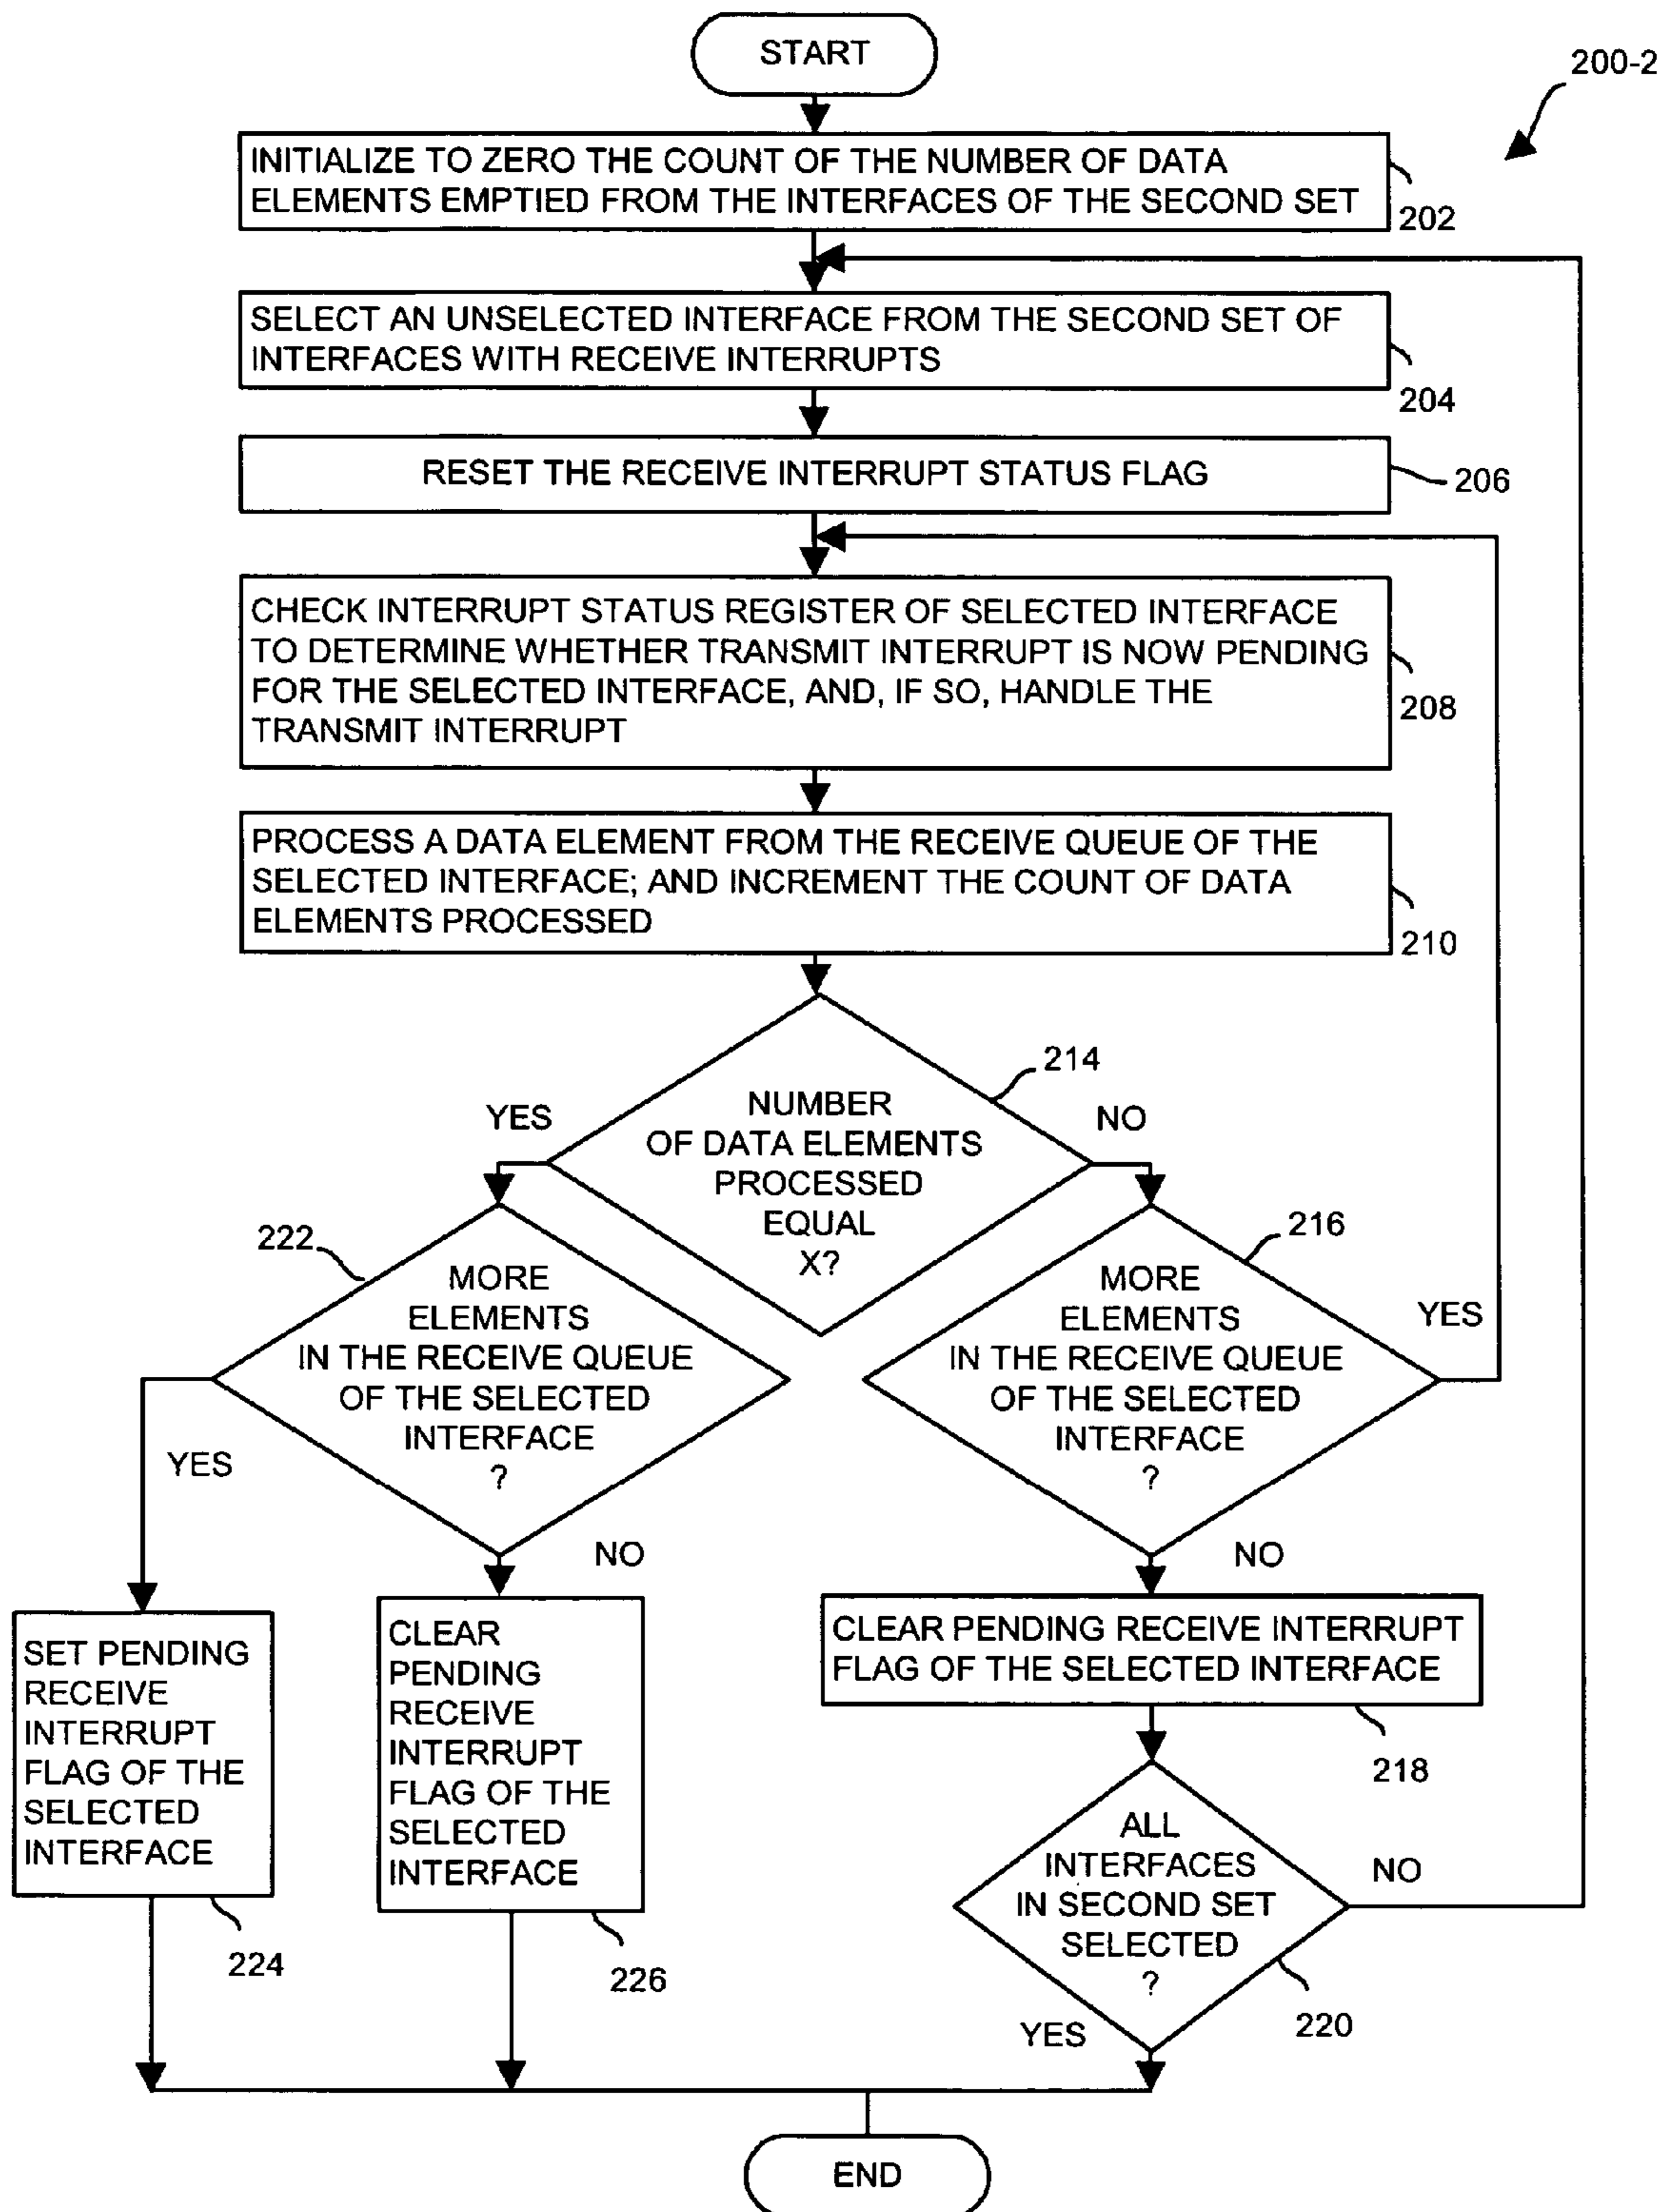 START
200-2
INITIALIZE TO ZERO THE COUNT OF THE NUMBER OF DATA
ELEMENTS EMPTIED FROM THE INTERFACES OF THE SECOND SET
202
SELECT AN UNSELECTED INTERFACE FROM THE SECOND SET OF
INTERFACES WITH RECEIVE INTERRUPTS
204
RESET THE RECEIVE INTERRUPT STATUS FLAG
206
CHECK INTERRUPT STATUS REGISTER OF SELECTED INTERFACE
TO DETERMINE WHETHER TRANSMIT INTERRUPT IS NOW PENDING
FOR THE SELECTED INTERFACE, AND, IF SO, HANDLE THE
TRANSMIT INTERRUPT
208
PROCESS A DATA ELEMENT FROM THE RECEIVE QUEUE OF THE
SELECTED INTERFACE; AND INCREMENT THE COUNT OF DATA
ELEMENTS PROCESSED
210
214
YES
NUMBER
OF DATA ELEMENTS
PROCESSED
EQUAL
X?
NO
222
MORE
ELEMENTS
IN THE RECEIVE QUEUE
OF THE SELECTED
INTERFACE
?
YES
NO
216
MORE
ELEMENTS
IN THE RECEIVE QUEUE
OF THE SELECTED
INTERFACE
?
YES
NO
SET PENDING
RECEIVE
INTERRUPT
FLAG OF THE
SELECTED
INTERFACE
224
CLEAR
PENDING
RECEIVE
INTERRUPT
FLAG OF THE
SELECTED
INTERFACE
226
CLEAR PENDING RECEIVE INTERRUPT
FLAG OF THE SELECTED INTERFACE
218
ALL
INTERFACES
IN SECOND SET
SELECTED
?
NO
YES
220
END